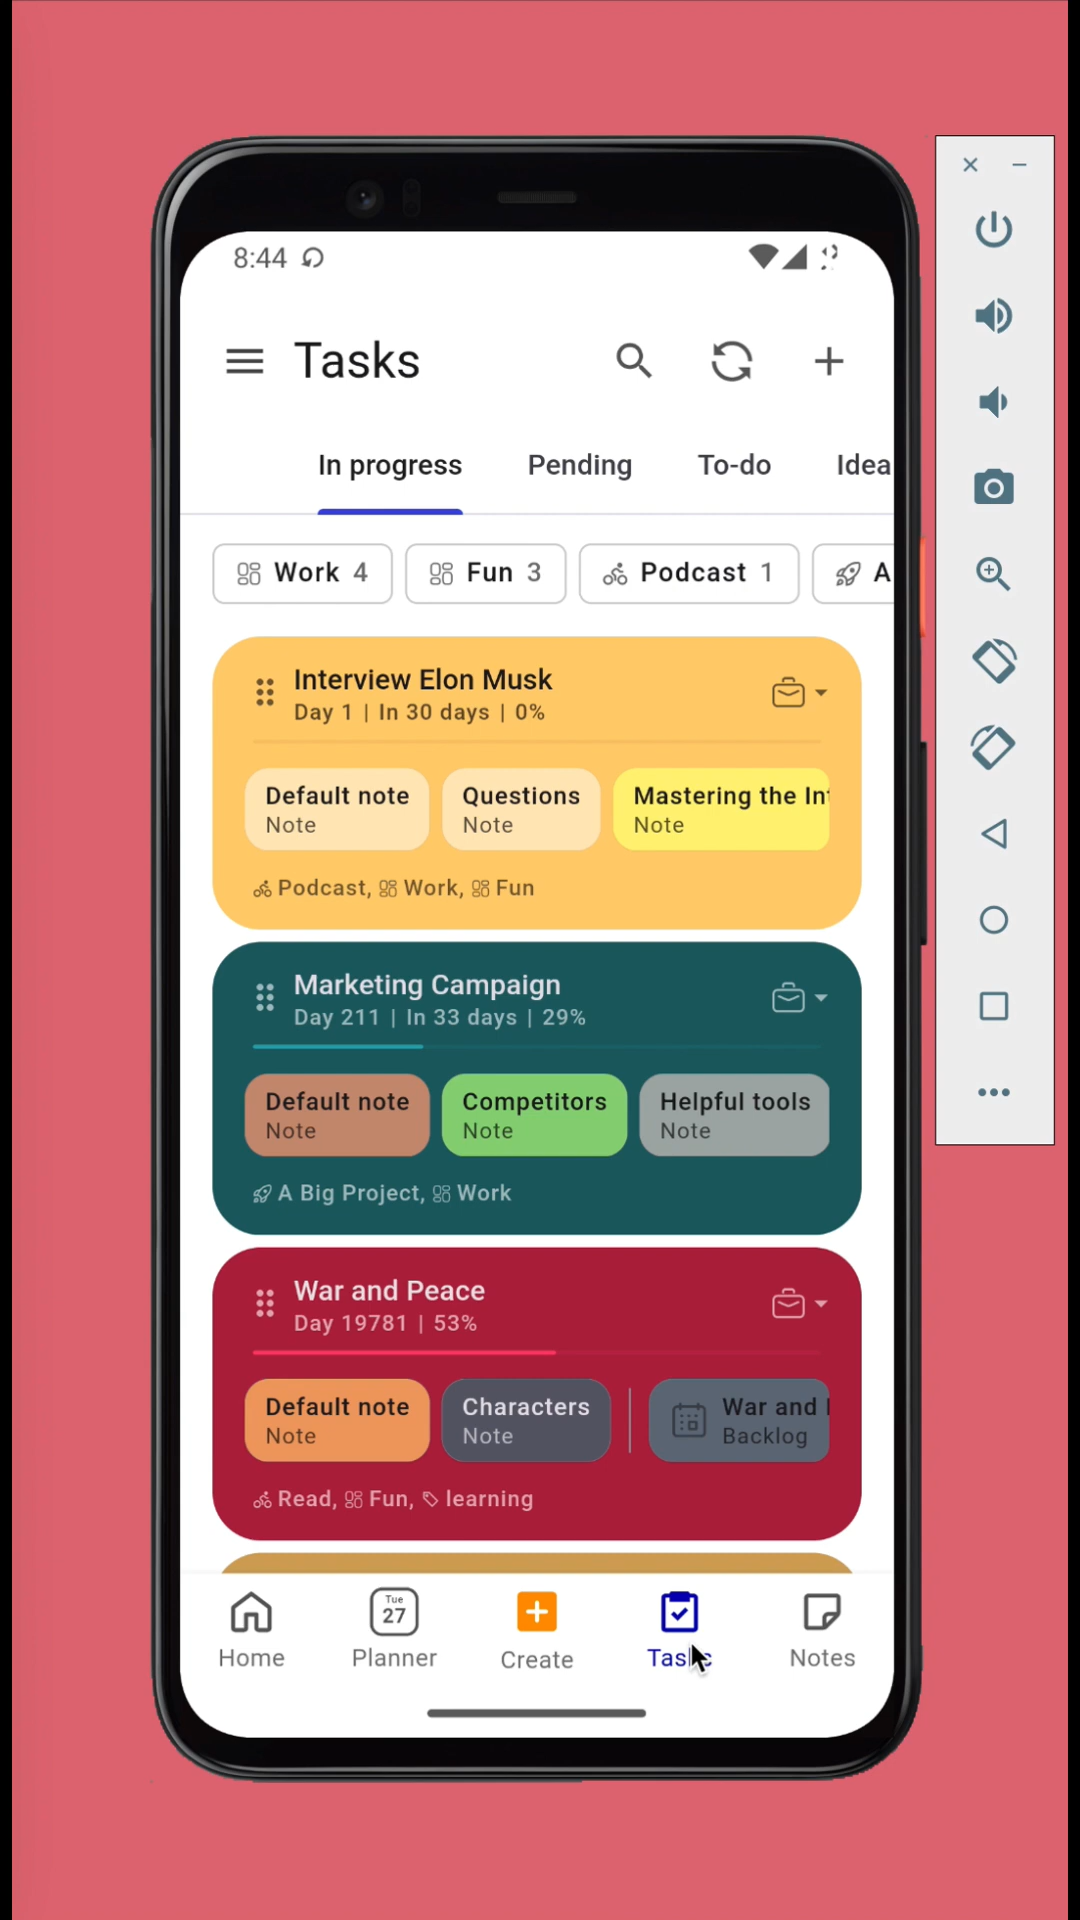 8:44
Tasks
In progress Pending To-do Idea
Work 4 Fun 3 Podcast 1 A
Interview Elon Musk
Day 1 | In 30 days | 0%
Default note Questions Mastering the Int
Note Note Note
Podcast, Work, Fun
Marketing Campaign
Day 211 | In 33 days | 29%
Default note Competitors Helpful tools
Note Note Note
A Big Project, Work
War and Peace
Day 19781 | 53%
Default note Characters War and
Note Note Backlog
Read, Fun, learning
Tue
27
Home Planner Create Tasks Notes